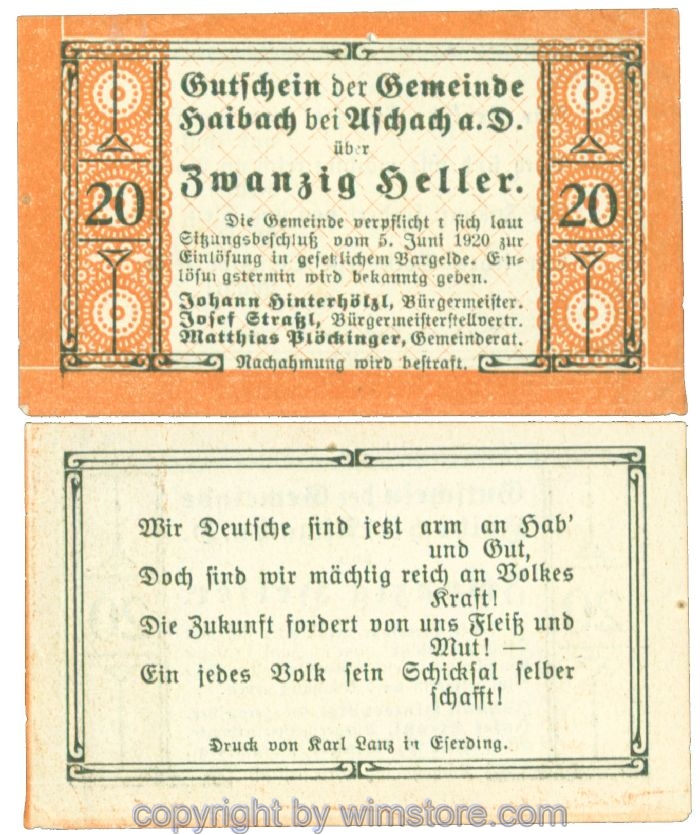 Gutschein der Gemeinde
Haibach bei Aschach a. D.
über
Zwanzig Heller.
20
20
Die Gemeinde verpflicht t sich laut
Sitzungsbeschluß vom 5. Juni 1920 zur
Einlösung in gesetzlichem Bargelde. E n=
lösungstermin wird bekanntg geben.
Johann Hinterhölzl, Bürgermeister.
Josef Straßl, Bürgermeisterstellvertr.
Matthias Plöckinger, Gemeinderat.
Nachahmung wird bestraft.
Wir Deutsche sind jetzt arm an Hab'
und Gut,
Doch sind wir mächtig reich an Volkes
Kraft!
Die Zukunft fordert von uns Fleiß und
Mut! —
Ein jedes Volk sein Schicksal selber
schafft!
Druck von Karl Lanz in Eferding.
copyright by wimstore.com